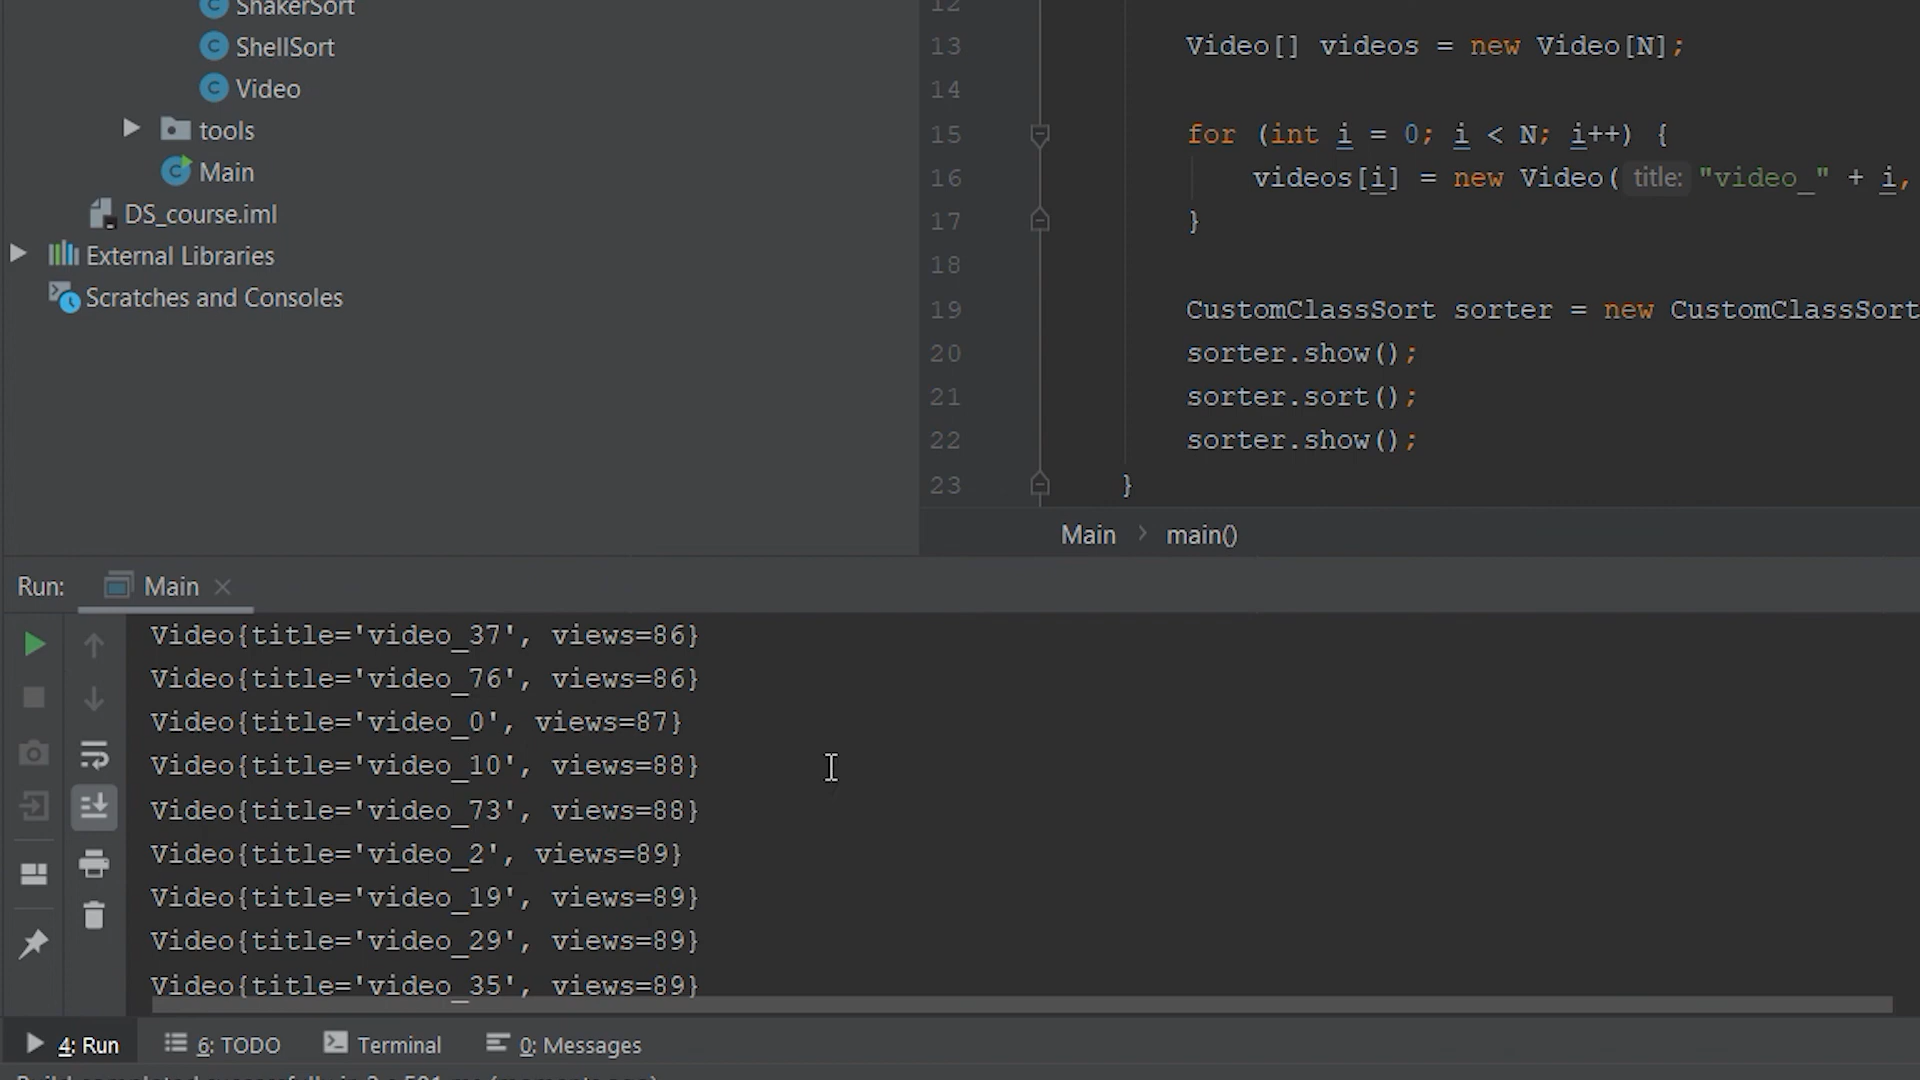 ShakerSort
ShellSort
Video
tools
Main
DS_course.iml
External Libraries
Scratches and Consoles
12
13 Video[] videos = new Video[N];
14
15 for (int i = 0; i < N; i++) {
16 videos[i] = new Video( title: "video_" + i,
17 }
18
19 CustomClassSort sorter = new CustomClassSort
20 sorter.show();
21 sorter.sort();
22 sorter.show();
23 }
Main > main()
Run: Main
Video{title='video_37', views=86}
Video{title='video_76', views=86}
Video{title='video_0', views=87}
Video{title='video_10', views=88}
Video{title='video_73', views=88}
Video{title='video_2', views=89}
Video{title='video_19', views=89}
Video{title='video_29', views=89}
Video{title='video_35', views=89}
4: Run 6: TODO Terminal 0: Messages